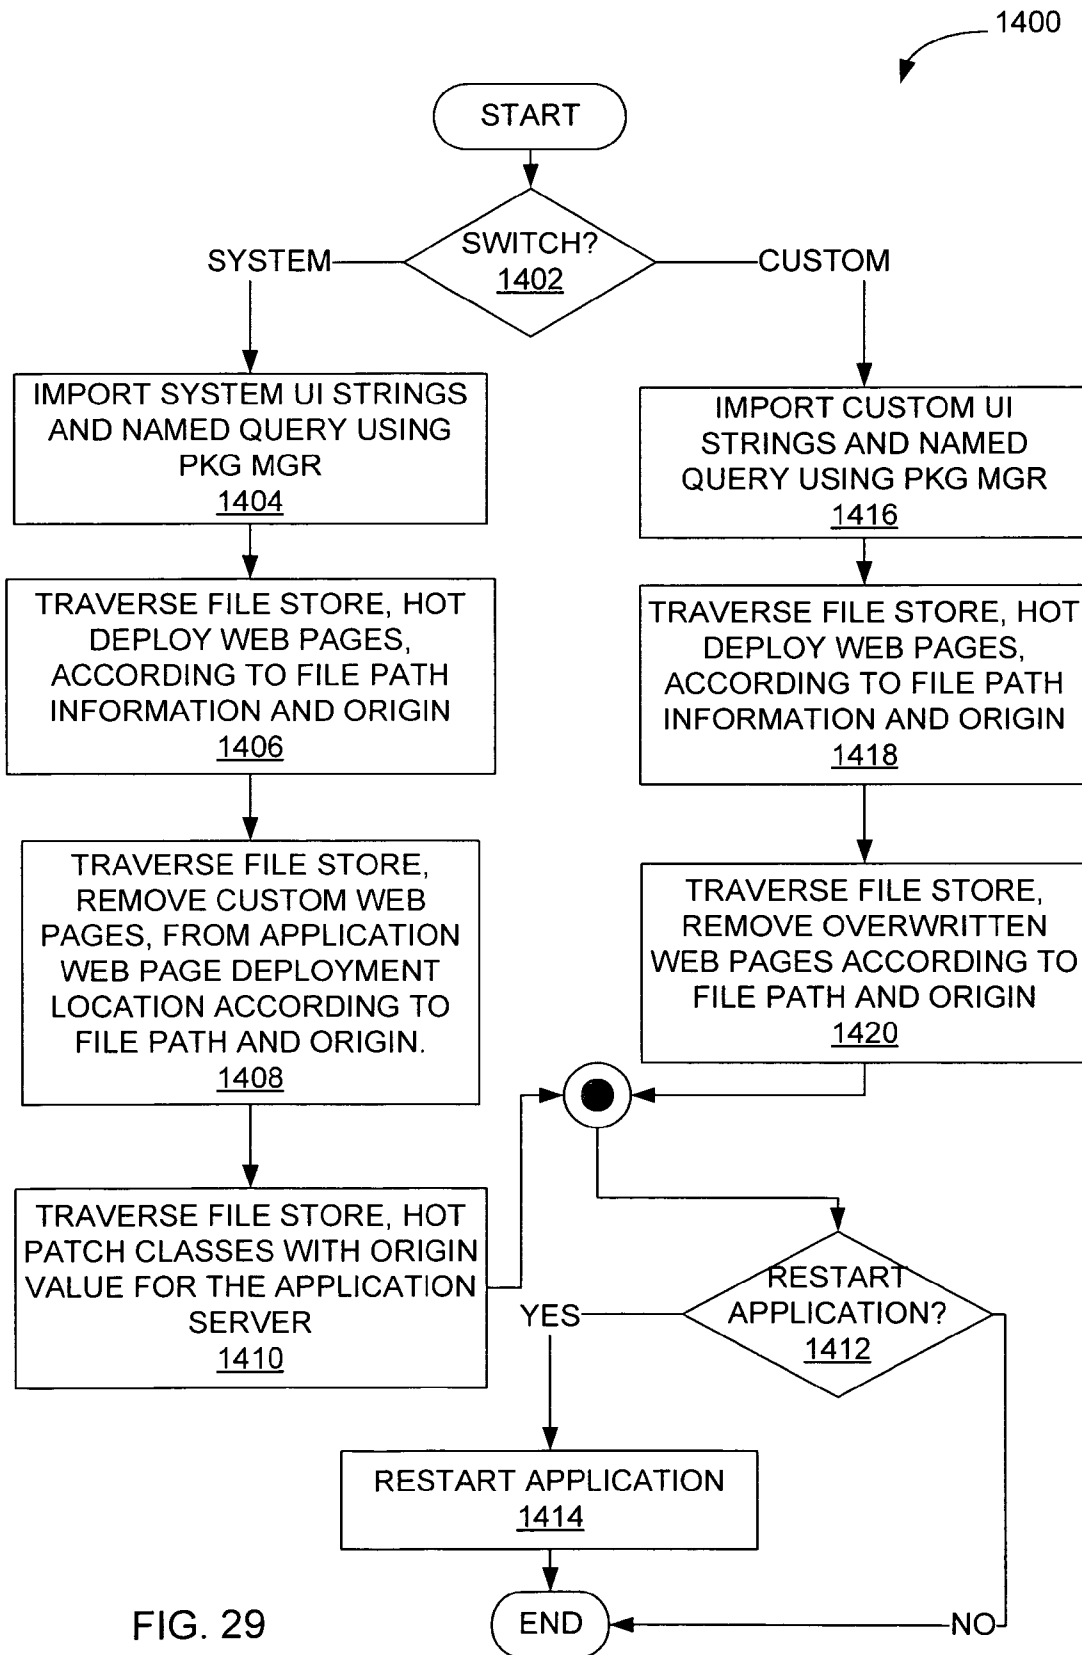 1400
START
SWITCH?
1402
SYSTEM
CUSTOM
IMPORT SYSTEM UI STRINGS
AND NAMED QUERY USING
PKG MGR
1404
IMPORT CUSTOM UI
STRINGS AND NAMED
QUERY USING PKG MGR
1416
TRAVERSE FILE STORE, HOT
DEPLOY WEB PAGES,
ACCORDING TO FILE PATH
INFORMATION AND ORIGIN
1406
TRAVERSE FILE STORE, HOT
DEPLOY WEB PAGES,
ACCORDING TO FILE PATH
INFORMATION AND ORIGIN
1418
TRAVERSE FILE STORE,
REMOVE CUSTOM WEB
PAGES, FROM APPLICATION
WEB PAGE DEPLOYMENT
LOCATION ACCORDING TO
FILE PATH AND ORIGIN.
1408
TRAVERSE FILE STORE,
REMOVE OVERWRITTEN
WEB PAGES ACCORDING TO
FILE PATH AND ORIGIN
1420
TRAVERSE FILE STORE, HOT
PATCH CLASSES WITH ORIGIN
VALUE FOR THE APPLICATION
SERVER
1410
RESTART
APPLICATION?
1412
YES
RESTART APPLICATION
1414
END
NO
FIG. 29